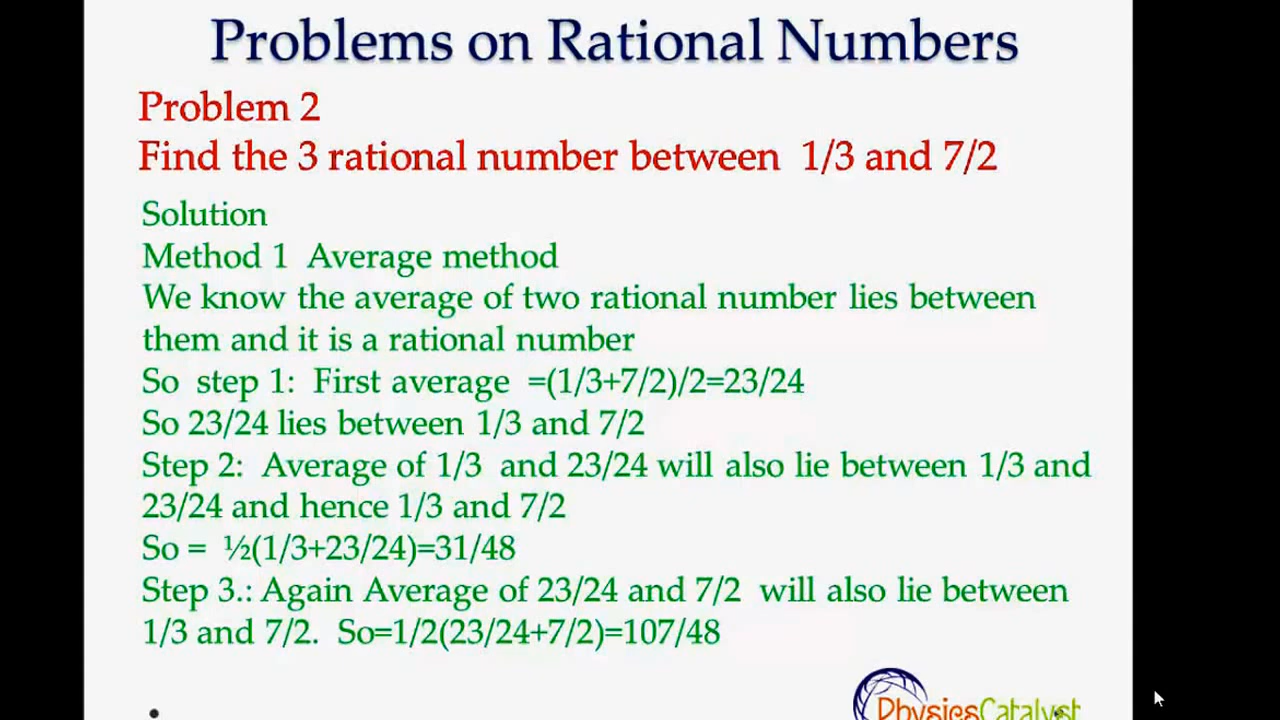 Problems on Rational Numbers
Problem 2
Find the 3 rational number between 1/3 and 7/2
Solution
Method 1 Average method
We know the average of two rational number lies between
them and it is a rational number
So step 1: First average =(1/3+7/2)/2=23/24
So 23/24 lies between 1/3 and 7/2
Step 2: Average of 1/3 and 23/24 will also lie between 1/3 and
23/24 and hence 1/3 and 7/2
So = ½(1/3+23/24)=31/48
Step 3.: Again Average of 23/24 and 7/2 will also lie between
1/3 and 7/2. So=1/2(23/24+7/2)=107/48
PhysicsCatalyst